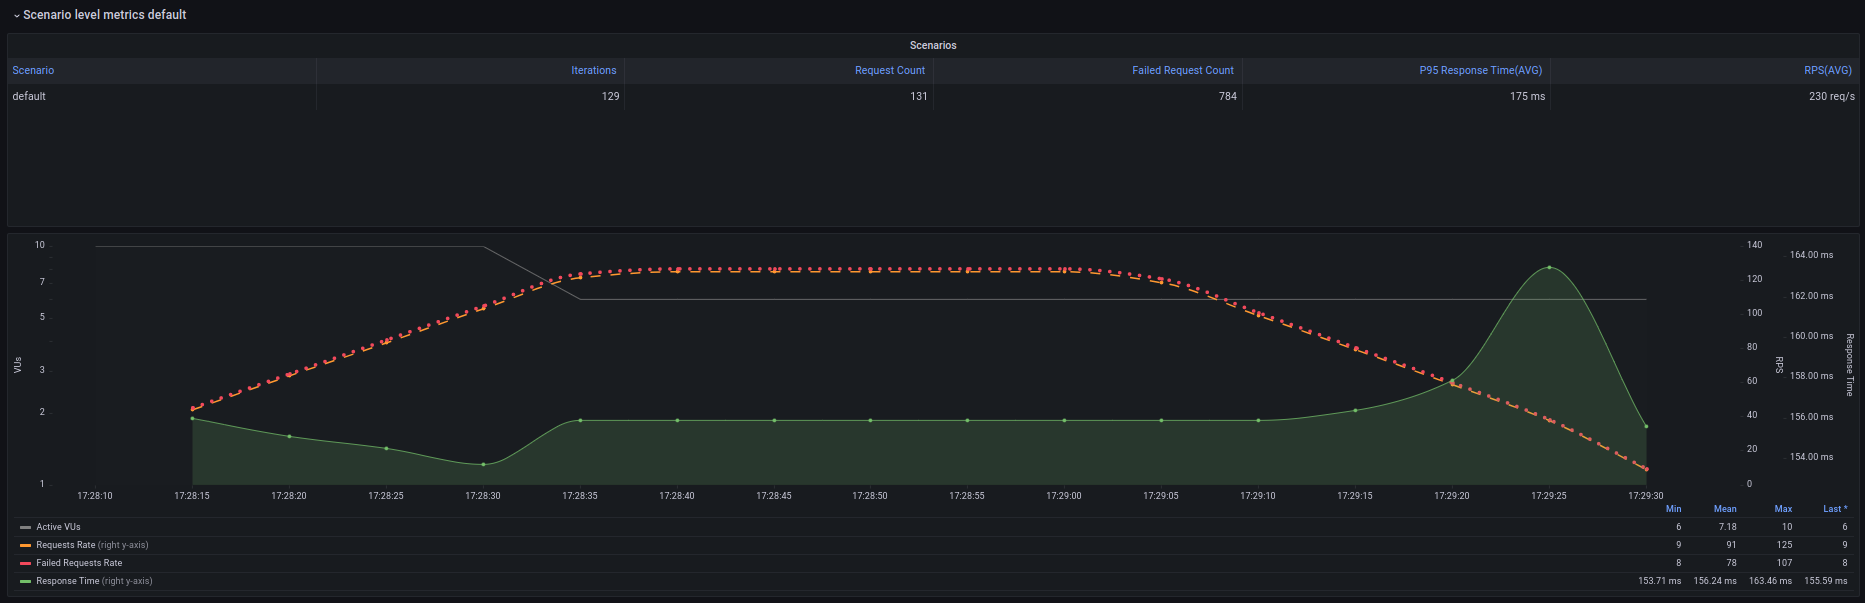 Scenario level metrics default
Scenarios
Scenario Iterations Request Count Failed Request Count P95 Response Time(AVG) RPS(AVG)
default 129 131 784 175 ms 230 req/s
10 140 164.00 ms
7 120 162.00 ms
5 100 160.00 ms
3 80 158.00 ms
2 60 156.00 ms
1 40 154.00 ms
20
0
VUs
RPS
Response Time
17:28:10 17:28:15 17:28:20 17:28:25 17:28:30 17:28:35 17:28:40 17:28:45 17:28:50 17:28:55 17:29:00 17:29:05 17:29:10 17:29:15 17:29:20 17:29:25 17:29:30
Min Mean Max Last *
Active VUs 6 7.18 10 6
Requests Rate (right y-axis) 9 91 125 9
Failed Requests Rate 8 78 107 8
Response Time (right y-axis) 153.71 ms 156.24 ms 163.46 ms 155.59 ms